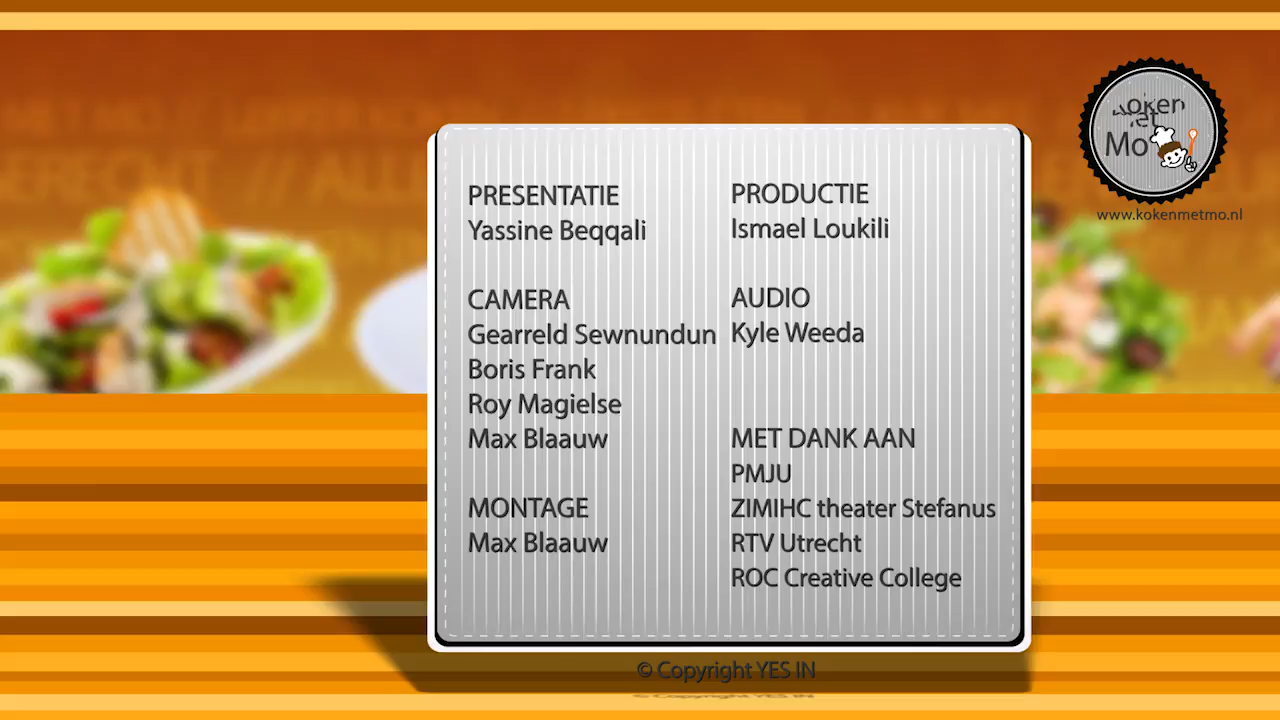 Koken
Met
Mo
www.kokenmetmo.nl
PRESENTATIE
Yassine Beqqali
CAMERA
Gearreld Sewnundun
Boris Frank
Roy Magielse
Max Blaauw
MONTAGE
Max Blaauw
PRODUCTIE
Ismael Loukili
AUDIO
Kyle Weeda
MET DANK AAN
PMJU
ZIMIHC theater Stefanus
RTV Utrecht
ROC Creative College
© Copyright YES IN